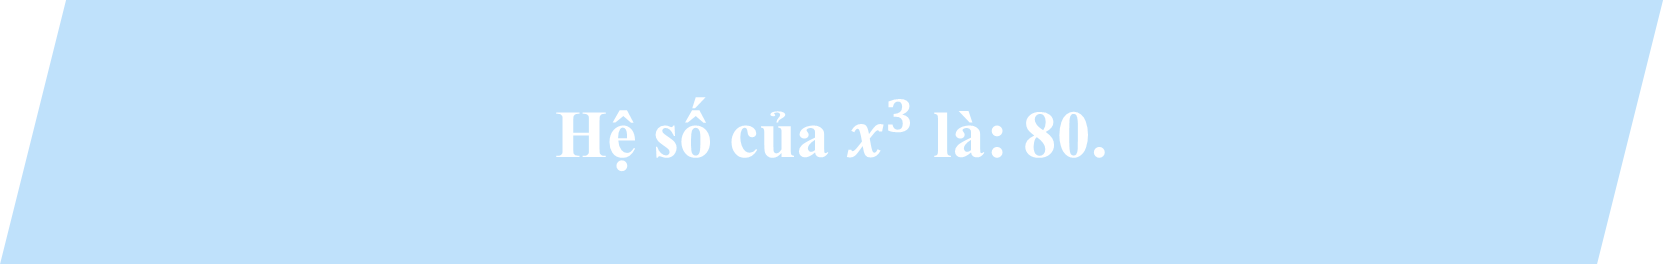 Hệ số của 𝒙³ là: 80.